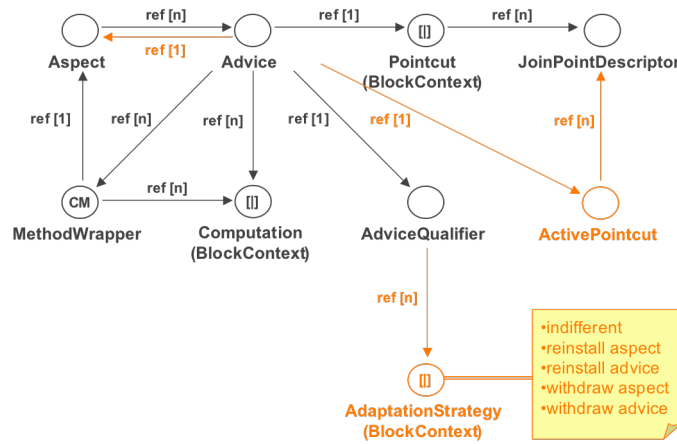 ref [n]
ref [1]
ref [n]
[|]
ref [1]
Aspect
Advice
Pointcut
(BlockContext)
JoinPointDescriptor
ref [1]
ref [n]
ref [n]
ref [1]
ref [1]
ref [n]
ref [n]
CM
[|]
MethodWrapper
Computation
(BlockContext)
AdviceQualifier
ActivePointcut
ref [n]
•indifferent
•reinstall aspect
•reinstall advice
•withdraw aspect
•withdraw advice
[|]
AdaptationStrategy
(BlockContext)